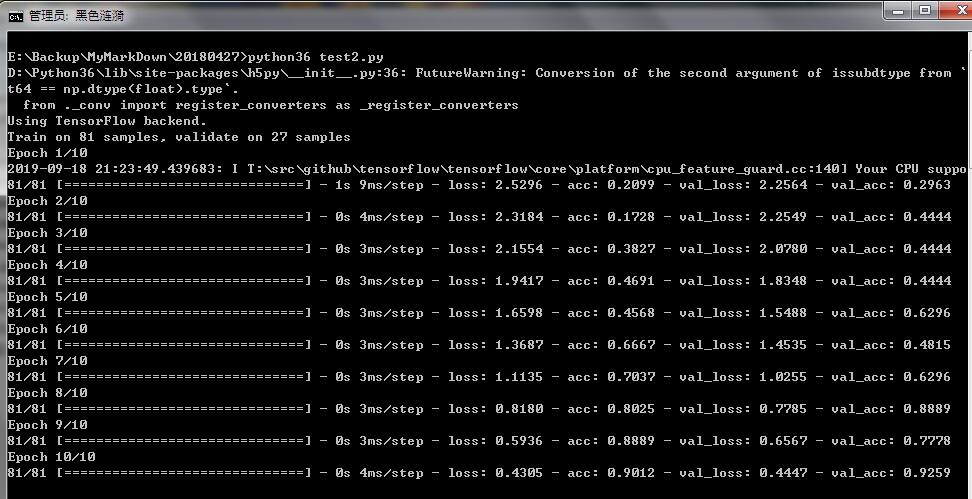 管理员: 黑色涟漪
E:\Backup\MyMarkDown\20180427>python36 test2.py
D:\Python36\lib\site-packages\h5py\__init__.py:36: FutureWarning: Conversion of the second argument of issubdtype from `
t64 == np.dtype(float).type`.
  from ._conv import register_converters as _register_converters
Using TensorFlow backend.
Train on 81 samples, validate on 27 samples
Epoch 1/10
2019-09-18 21:23:49.439683: I T:\src\github\tensorflow\tensorflow\core\platform\cpu_feature_guard.cc:140] Your CPU suppo
81/81 [==============================] - 1s 9ms/step - loss: 2.5296 - acc: 0.2099 - val_loss: 2.2564 - val_acc: 0.2963
Epoch 2/10
81/81 [==============================] - 0s 4ms/step - loss: 2.3184 - acc: 0.1728 - val_loss: 2.2549 - val_acc: 0.4444
Epoch 3/10
81/81 [==============================] - 0s 3ms/step - loss: 2.1554 - acc: 0.3827 - val_loss: 2.0780 - val_acc: 0.4444
Epoch 4/10
81/81 [==============================] - 0s 3ms/step - loss: 1.9417 - acc: 0.4691 - val_loss: 1.8348 - val_acc: 0.4444
Epoch 5/10
81/81 [==============================] - 0s 3ms/step - loss: 1.6598 - acc: 0.4568 - val_loss: 1.5488 - val_acc: 0.6296
Epoch 6/10
81/81 [==============================] - 0s 3ms/step - loss: 1.3687 - acc: 0.6667 - val_loss: 1.4535 - val_acc: 0.4815
Epoch 7/10
81/81 [==============================] - 0s 3ms/step - loss: 1.1135 - acc: 0.7037 - val_loss: 1.0255 - val_acc: 0.6296
Epoch 8/10
81/81 [==============================] - 0s 3ms/step - loss: 0.8180 - acc: 0.8025 - val_loss: 0.7785 - val_acc: 0.8889
Epoch 9/10
81/81 [==============================] - 0s 3ms/step - loss: 0.5936 - acc: 0.8889 - val_loss: 0.6567 - val_acc: 0.7778
Epoch 10/10
81/81 [==============================] - 0s 4ms/step - loss: 0.4305 - acc: 0.9012 - val_loss: 0.4447 - val_acc: 0.9259